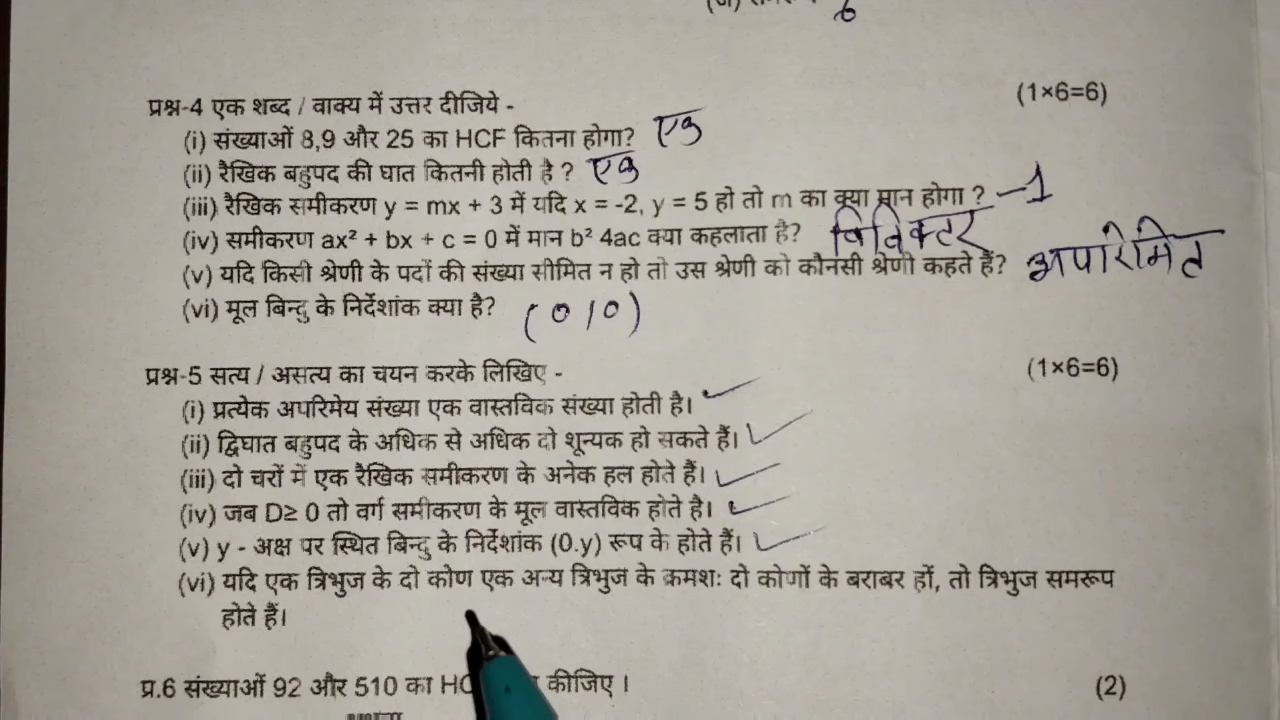 6
प्रश्न-4 एक शब्द / वाक्य में उत्तर दीजिये - (1×6=6)
(i) संख्याओं 8,9 और 25 का HCF कितना होगा? एक
(ii) रैखिक बहुपद की घात कितनी होती है ? एक
(iii) रैखिक समीकरण y = mx + 3 में यदि x = -2, y = 5 हो तो m का क्या मान होगा ? -1
(iv) समीकरण ax² + bx + c = 0 में मान b² 4ac क्या कहलाता है? विविक्टर
(v) यदि किसी श्रेणी के पदों की संख्या सीमित न हो तो उस श्रेणी को कौनसी श्रेणी कहते हैं? अपरिमित
(vi) मूल बिन्दु के निर्देशांक क्या है? (0,0)
प्रश्न-5 सत्य / असत्य का चयन करके लिखिए - (1×6=6)
(i) प्रत्येक अपरिमेय संख्या एक वास्तविक संख्या होती है।
(ii) द्विघात बहुपद के अधिक से अधिक दो शून्यक हो सकते हैं।
(iii) दो चरों में एक रैखिक समीकरण के अनेक हल होते हैं।
(iv) जब D≥ 0 तो वर्ग समीकरण के मूल वास्तविक होते है।
(v) y - अक्ष पर स्थित बिन्दु के निर्देशांक (0.y) रूप के होते हैं।
(vi) यदि एक त्रिभुज के दो कोण एक अन्य त्रिभुज के क्रमशः दो कोणों के बराबर हों, तो त्रिभुज समरूप
होते हैं।
प्र.6 संख्याओं 92 और 510 का कीजिए । (2)